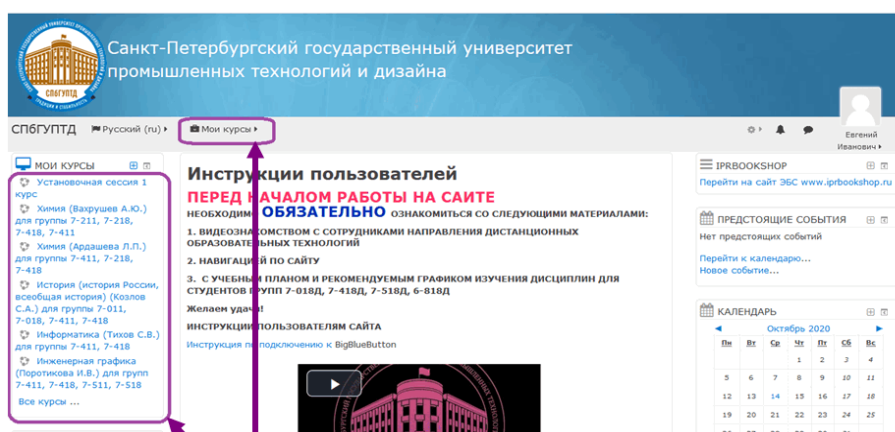 Санкт-Петербургский государственный университет
промышленных технологий и дизайна
СПбГУПТД
СПбГУПТД
Русский (ru)
Мои курсы
Евгений
Иванович
МОИ КУРСЫ
Установочная сессия 1
курс
Химия (Вахрушев А.Ю.)
для группы 7-211, 7-218,
7-418, 7-411
Химия (Ардашева Л.П.)
для группы 7-411, 7-218,
7-418
История (история России,
всеобщая история) (Козлов
С.А.) для группы 7-011,
7-018, 7-411, 7-418
Информатика (Тихов С.В.)
для группы 7-411, 7-418
Инженерная графика
(Поротикова И.В.) для групп
7-411, 7-418, 7-511, 7-518
Все курсы ...
Инструкции пользователей
ПЕРЕД НАЧАЛОМ РАБОТЫ НА САЙТЕ
НЕОБХОДИМО ОБЯЗАТЕЛЬНО ОЗНАКОМИТЬСЯ СО СЛЕДУЮЩИМИ МАТЕРИАЛАМИ:
1. ВИДЕОЗНАКОМСТВОМ С СОТРУДНИКАМИ НАПРАВЛЕНИЯ ДИСТАНЦИОННЫХ
ОБРАЗОВАТЕЛЬНЫХ ТЕХНОЛОГИЙ
2. НАВИГАЦИЕЙ ПО САЙТУ
3. С УЧЕБНЫМ ПЛАНОМ И РЕКОМЕНДУЕМЫМ ГРАФИКОМ ИЗУЧЕНИЯ ДИСЦИПЛИН ДЛЯ
СТУДЕНТОВ ГРУПП 7-018Д, 7-418Д, 7-518Д, 6-818Д
Желаем удачи!
ИНСТРУКЦИИ ПОЛЬЗОВАТЕЛЯМ САЙТА
Инструкция по подключению к BigBlueButton
IPRBOOKSHOP
Перейти на сайт ЭБС www.iprbookshop.ru
ПРЕДСТОЯЩИЕ СОБЫТИЯ
Нет предстоящих событий
Перейти к календарю...
Новое событие...
КАЛЕНДАРЬ
◄ Октябрь 2020 ►
Пн Вт Ср Чт Пт Сб Вс
1 2 3 4
5 6 7 8 9 10 11
12 13 14 15 16 17 18
19 20 21 22 23 24 25